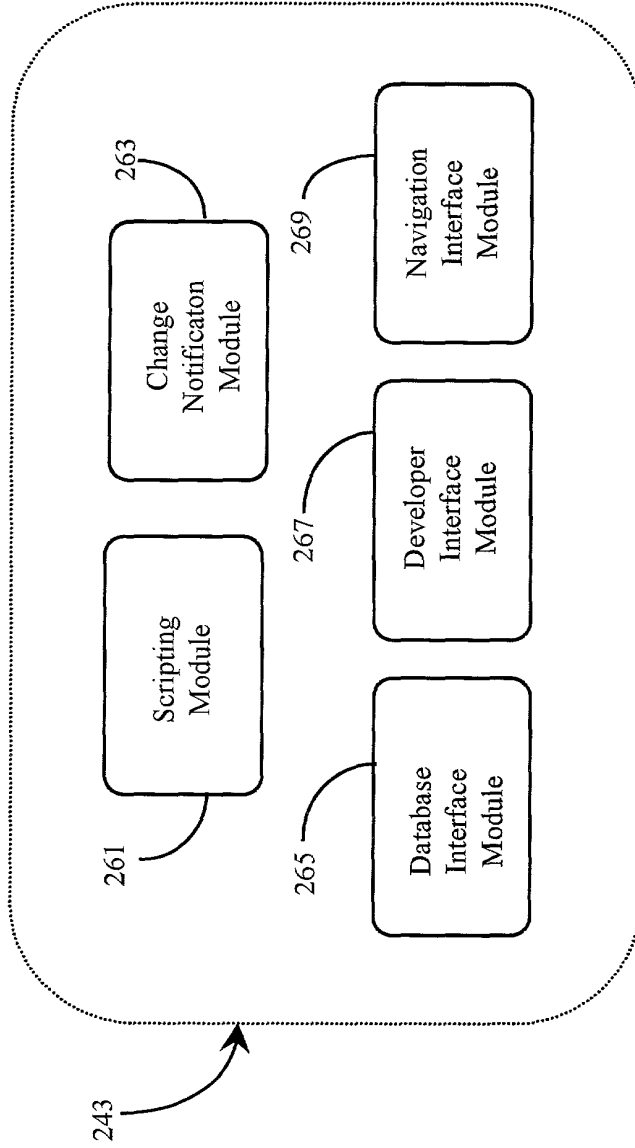 243
261
Scripting
Module
263
Change
Notificaton
Module
265
Database
Interface
Module
267
Developer
Interface
Module
269
Navigation
Interface
Module